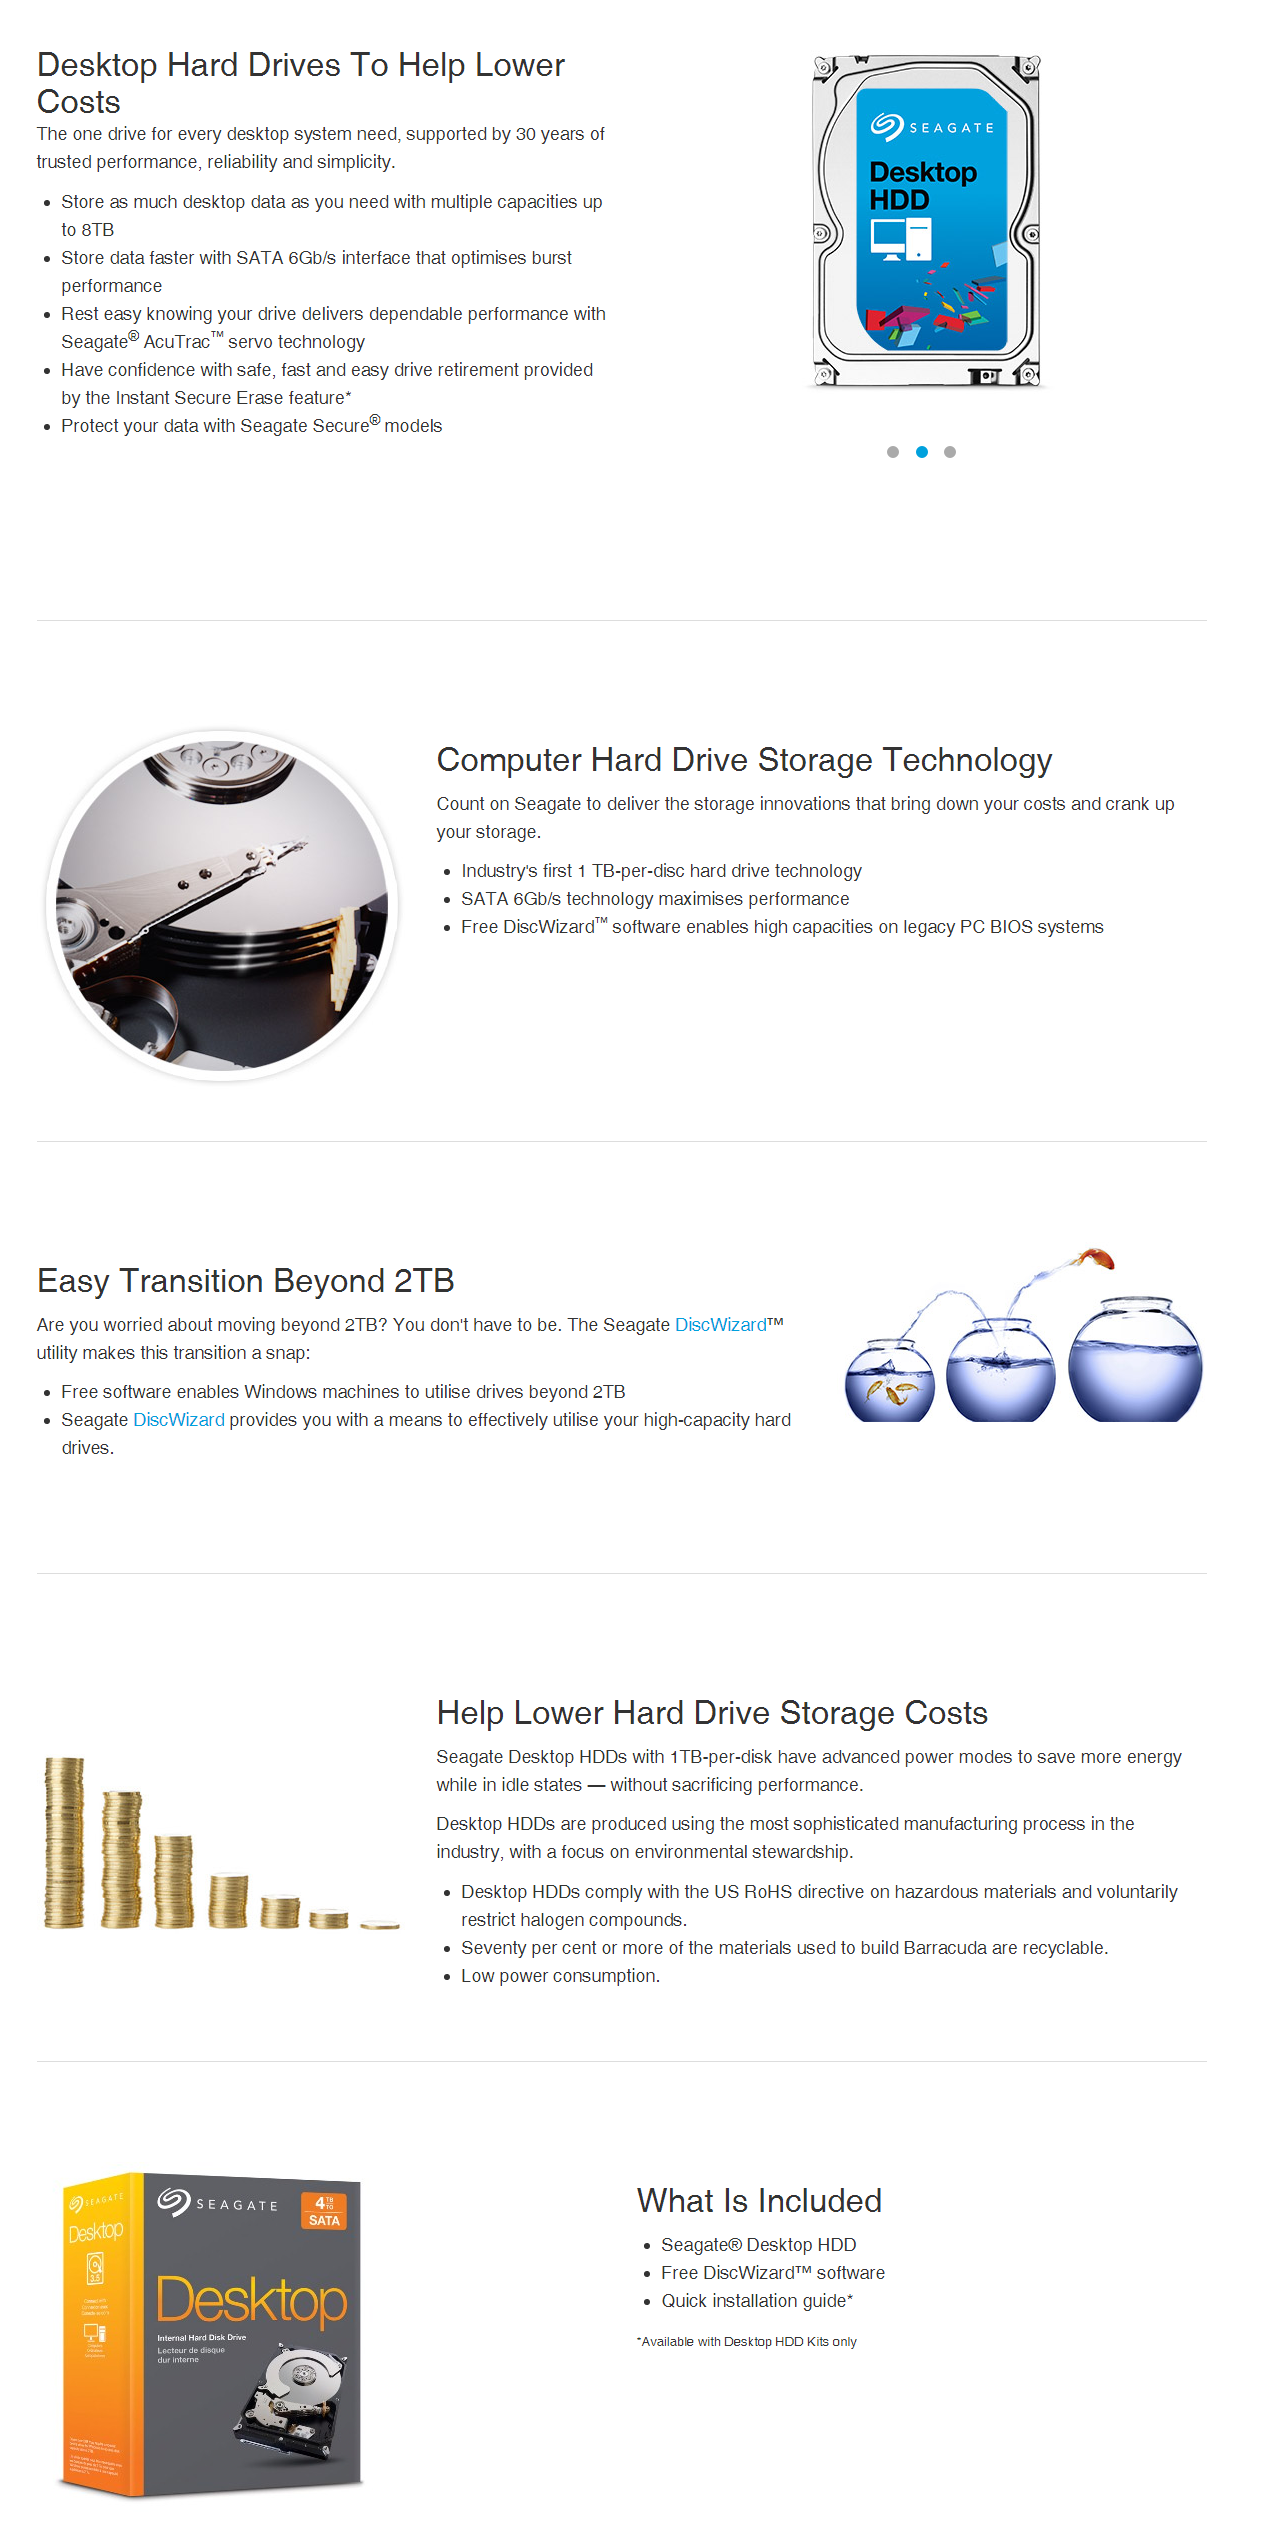 Desktop Hard Drives To Help Lower
Costs
The one drive for every desktop system need, supported by 30 years of
trusted performance, reliability and simplicity.
• Store as much desktop data as you need with multiple capacities up
to 8TB
• Store data faster with SATA 6Gb/s interface that optimises burst
performance
• Rest easy knowing your drive delivers dependable performance with
Seagate® AcuTrac™ servo technology
• Have confidence with safe, fast and easy drive retirement provided
by the Instant Secure Erase feature*
• Protect your data with Seagate Secure® models
SEAGATE
Desktop
HDD
Computer Hard Drive Storage Technology
Count on Seagate to deliver the storage innovations that bring down your costs and crank up
your storage.
• Industry's first 1 TB-per-disc hard drive technology
• SATA 6Gb/s technology maximises performance
• Free DiscWizard™ software enables high capacities on legacy PC BIOS systems
Easy Transition Beyond 2TB
Are you worried about moving beyond 2TB? You don't have to be. The Seagate DiscWizard™
utility makes this transition a snap:
• Free software enables Windows machines to utilise drives beyond 2TB
• Seagate DiscWizard provides you with a means to effectively utilise your high-capacity hard
drives.
Help Lower Hard Drive Storage Costs
Seagate Desktop HDDs with 1TB-per-disk have advanced power modes to save more energy
while in idle states — without sacrificing performance.
Desktop HDDs are produced using the most sophisticated manufacturing process in the
industry, with a focus on environmental stewardship.
• Desktop HDDs comply with the US RoHS directive on hazardous materials and voluntarily
restrict halogen compounds.
• Seventy per cent or more of the materials used to build Barracuda are recyclable.
• Low power consumption.
SEAGATE
Desktop
3.5
SEAGATE
4 TB TO
SATA
Desktop
Internal Hard Disk Drive
Lecteur de disque
dur interne
What Is Included
• Seagate® Desktop HDD
• Free DiscWizard™ software
• Quick installation guide*
*Available with Desktop HDD Kits only